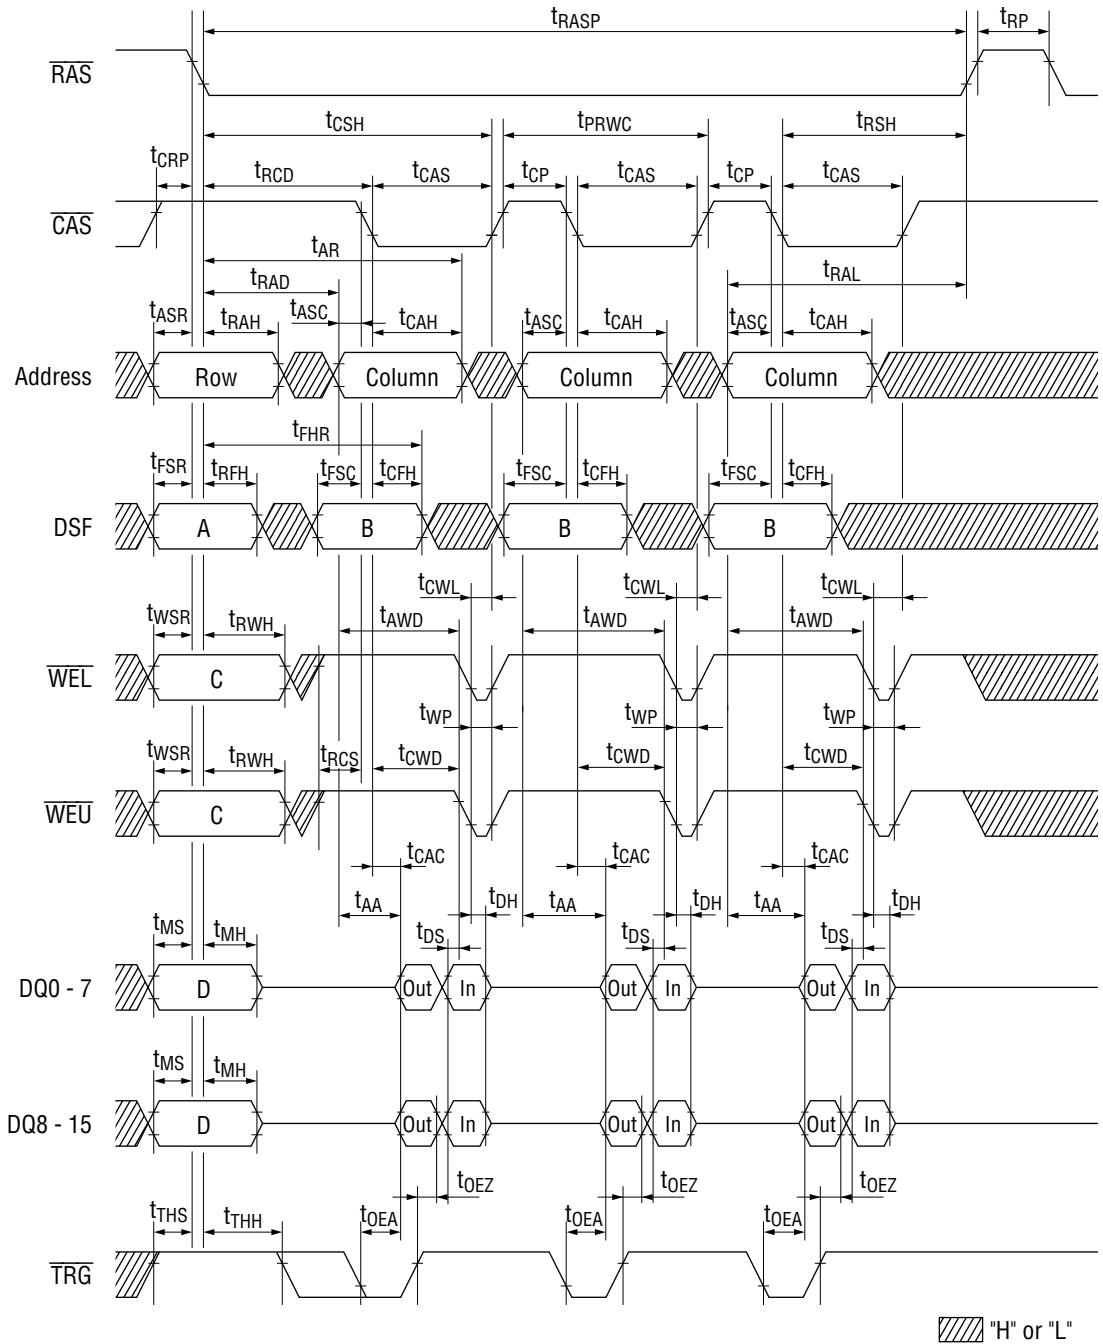 tRASP tRP
RAS
tCSH tPRWC tRSH
tCRP tRCD tCAS tCP tCAS tCP tCAS
CAS
tAR
tRAD tRAL
tASR tRAH tASC tCAH tASC tCAH tASC tCAH
Address Row Column Column Column
tFHR
tFSR tRFH tFSC tCFH tFSC tCFH tFSC tCFH
DSF A B B B
tCWL tCWL tCWL
tWSR tRWH tAWD tAWD tAWD
WEL C
tWP tWP tWP
tWSR tRWH tRCS tCWD tCWD tCWD
WEU C
tCAC tCAC tCAC
tAA tDH tAA tDH tAA tDH
tMS tMH tDS tDS tDS
DQ0 - 7 D Out In Out In Out In
tMS tMH
DQ8 - 15 D Out In Out In Out In
tOEZ tOEZ tOEZ
tTHS tTHH tOEA tOEA tOEA
TRG
"H" or "L"